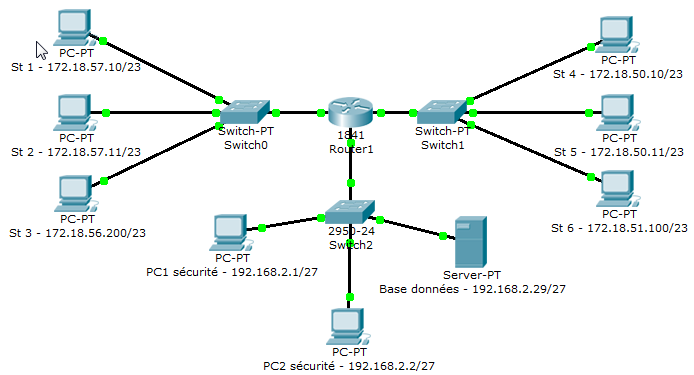 PC-PT
St 1 - 172.18.57.10/23
PC-PT
St 4 - 172.18.50.10/23
Switch-PT
Switch0
1841
Router1
Switch-PT
Switch1
PC-PT
St 2 - 172.18.57.11/23
PC-PT
St 5 - 172.18.50.11/23
PC-PT
St 3 - 172.18.56.200/23
PC-PT
St 6 - 172.18.51.100/23
2950-24
Switch2
PC-PT
PC1 sécurité - 192.168.2.1/27
Server-PT
Base données - 192.168.2.29/27
PC-PT
PC2 sécurité - 192.168.2.2/27